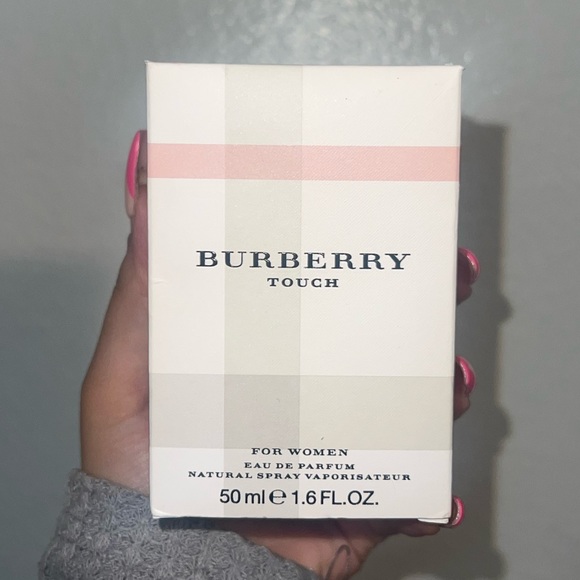 BURBERRY
TOUCH
FOR WOMEN
EAU DE PARFUM
NATURAL SPRAY VAPORISATEUR
50 ml ℮ 1.6 FL.OZ.